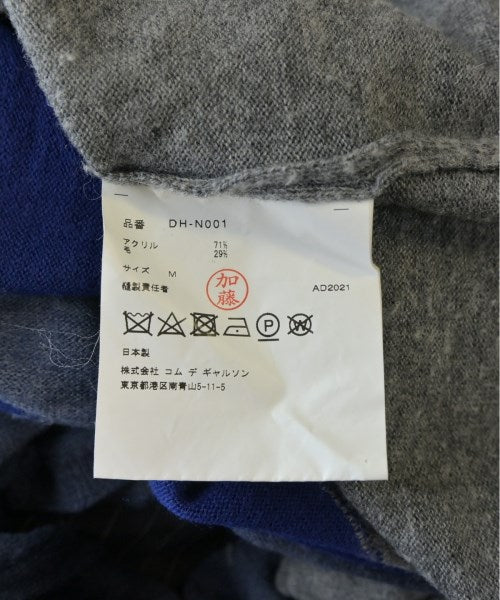 品番 DH-N001
アクリル 71%
毛 29%
サイズ M
縫製責任者 加藤 AD2021
P W
日本製
株式会社 コム デ ギャルソン
東京都港区南青山5-11-5